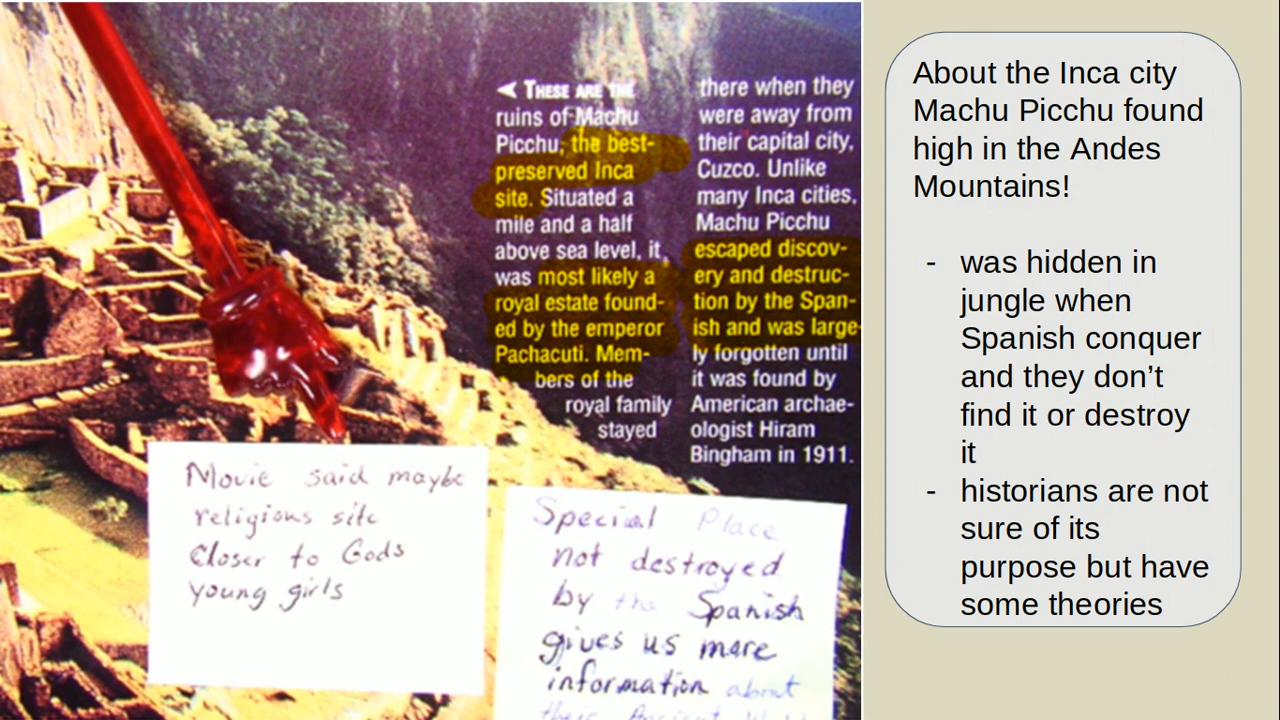 THESE ARE THE
ruins of Machu
Picchu, the best-
preserved Inca
site. Situated a
mile and a half
above sea level, it
was most likely a
royal estate found-
ed by the emperor
Pachacuti. Mem-
bers of the
royal family
stayed
there when they
were away from
their capital city,
Cuzco. Unlike
many Inca cities,
Machu Picchu
escaped discov-
ery and destruc-
tion by the Span-
ish and was large-
ly forgotten until
it was found by
American archae-
ologist Hiram
Bingham in 1911.
Movie said maybe
religious site
Closer to Gods
young girls
Special Place
not destroyed
by the Spanish
gives us more
information about
their Ancient
About the Inca city
Machu Picchu found
high in the Andes
Mountains!
- was hidden in
jungle when
Spanish conquer
and they don’t
find it or destroy
it
- historians are not
sure of its
purpose but have
some theories